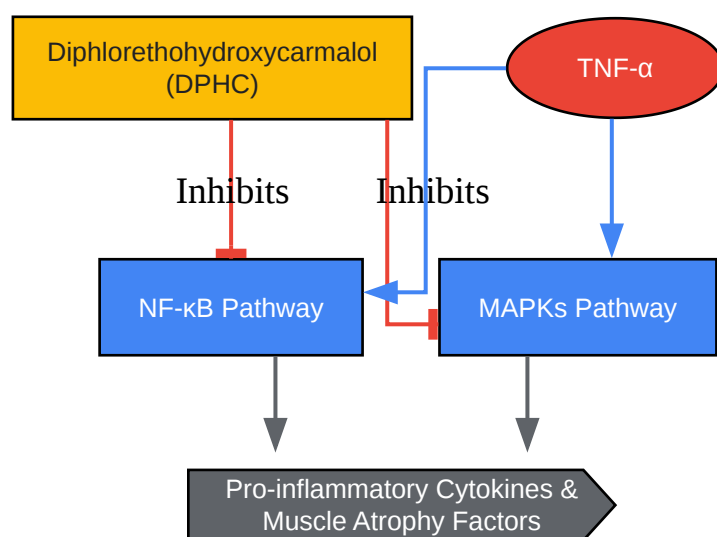 Diphlorethohydroxycarmalol
(DPHC)
TNF-α
Inhibits
Inhibits
NF-κB Pathway
MAPKs Pathway
Pro-inflammatory Cytokines &
Muscle Atrophy Factors